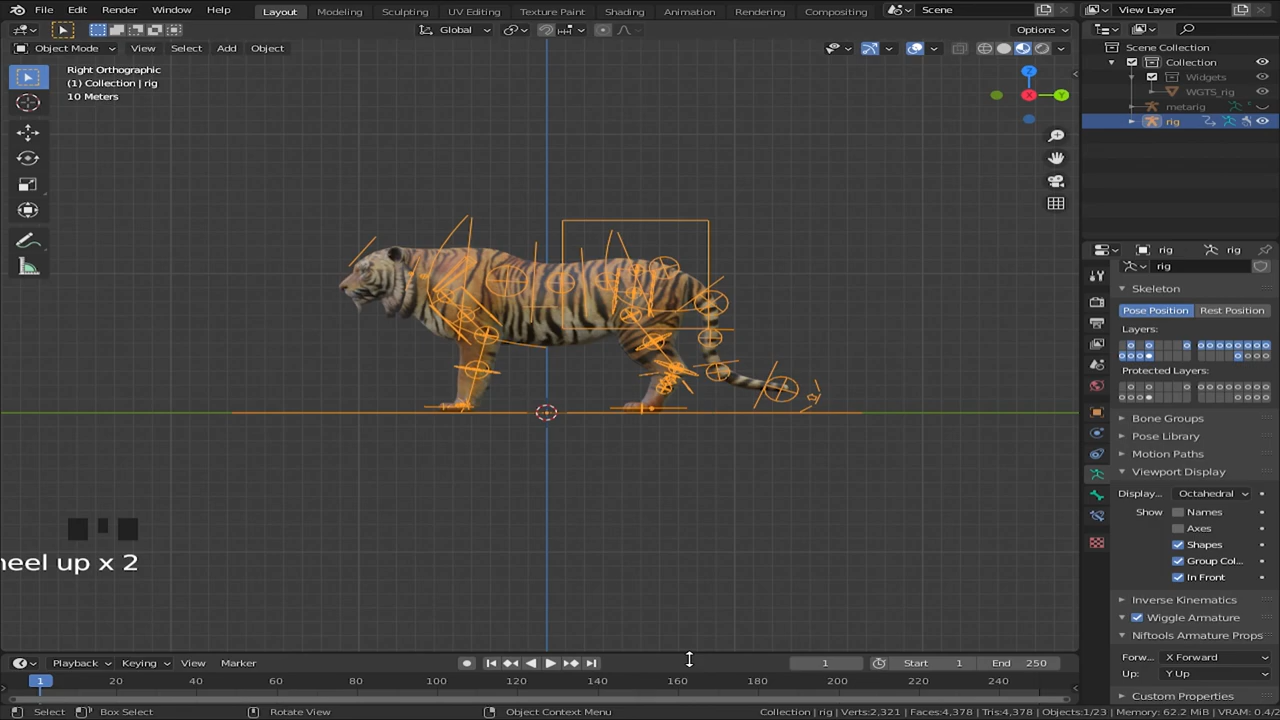 File Edit Render Window Help Layout Modeling Sculpting UV Editing Texture Paint Shading Animation Rendering Compositing Scene View Layer
Global Options
Object Mode View Select Add Object
Right Orthographic
(1) Collection | rig
10 Meters
Z
X
Y
Scene Collection
Collection
Widgets
WGTS_rig
metarig
rig
rig rig
rig
Skeleton
Pose Position Rest Position
Layers:
Protected Layers:
Bone Groups
Pose Library
Motion Paths
Viewport Display
Display... Octahedral
Show Names
Axes
Shapes
Group Col...
In Front
Inverse Kinematics
Wiggle Armature
Niftools Armature Props
Forw... X Forward
Up: Y Up
Custom Properties
heel up x 2
Playback Keying View Marker 1 Start 1 End 250
1 20 40 60 80 100 120 140 160 180 200 220 240
Select Box Select Rotate View Object Context Menu Collection | rig | Verts:2,321 | Faces:4,378 | Tris:4,378 | Objects:1/23 | Memory: 62.2 MiB | VRAM: 0.4/2